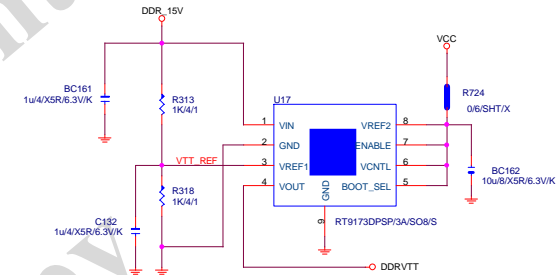 DDR_15V
VCC
BC161
1u/4/X5R/6.3V/K
R313
1K/4/1
U17
R724
0/6/SHT/X
1 VIN VREF2 8
2 GND ENABLE 7
VTT_REF 3 VREF1 VCNTL 6
4 VOUT BOOT_SEL 5
GND
9
BC162
10u/8/X5R/6.3V/K
R318
1K/4/1
C132
1u/4/X5R/6.3V/K
RT9173DPSP/3A/SO8/S
DDRVTT